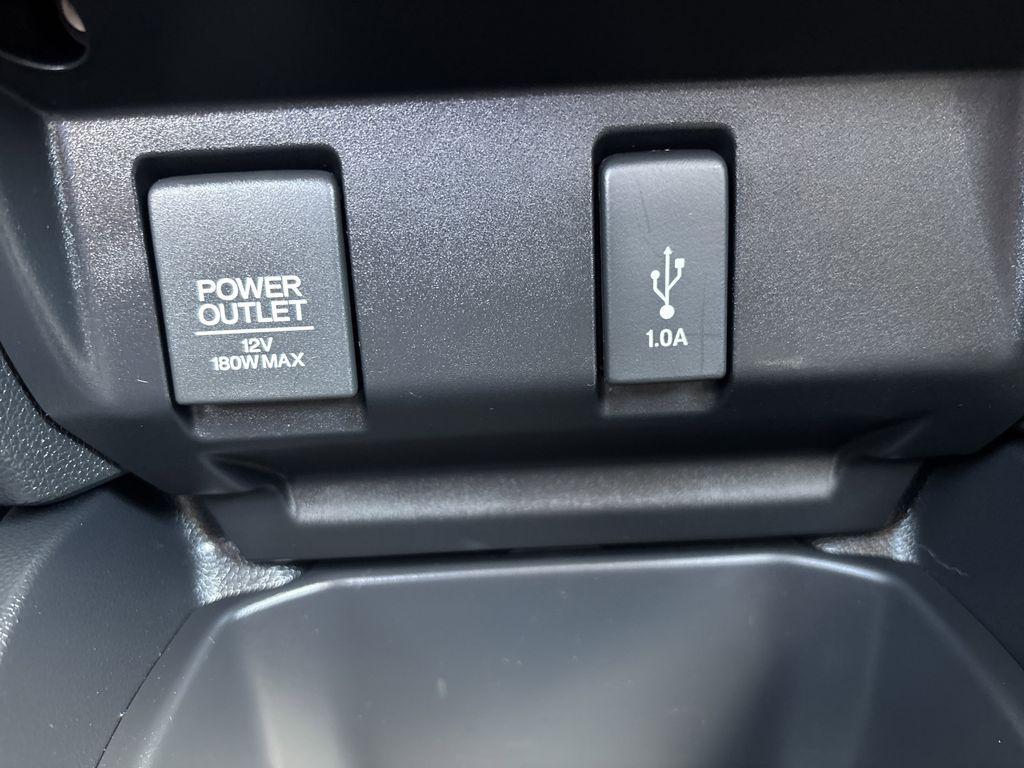 POWER
OUTLET
12V
180W MAX
1.0A